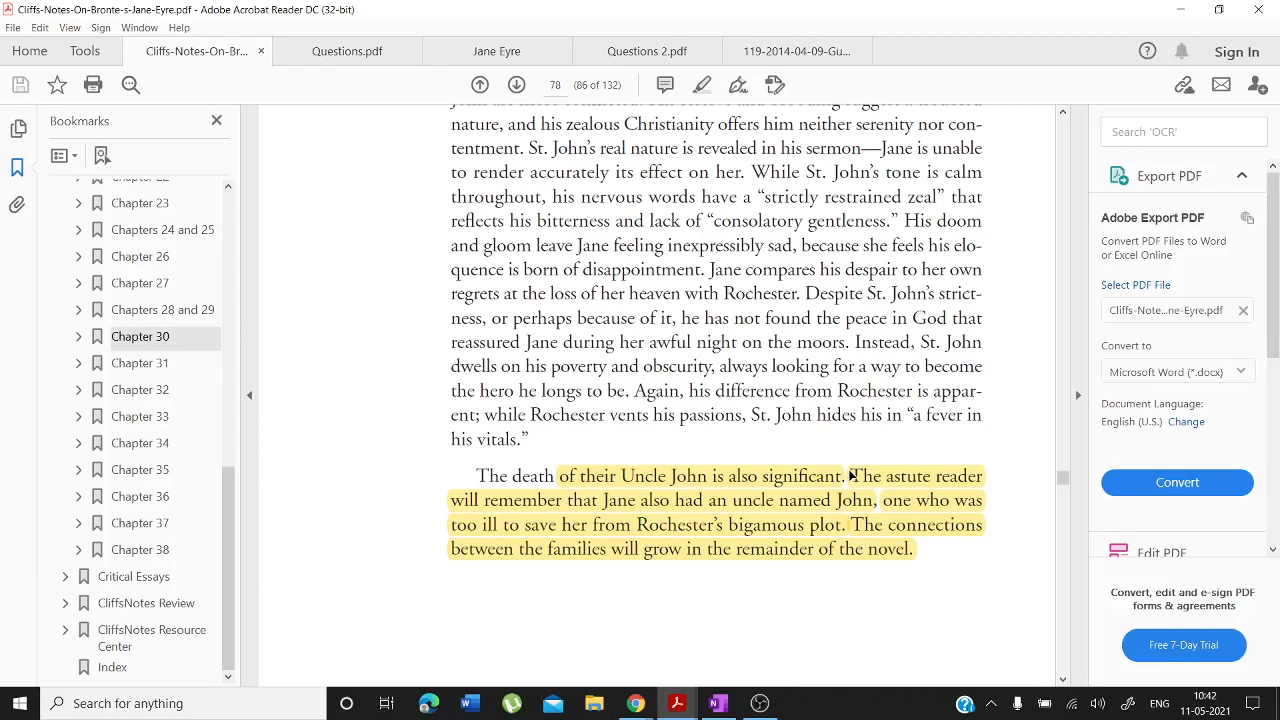 Cliffs-Notes-On-Bronte-s-Jane-Eyre.pdf - Adobe Acrobat Reader DC (32-bit)
File Edit View Sign Window Help
Home Tools Cliffs-Notes-On-Br... × Questions.pdf Jane Eyre Questions 2.pdf 119-2014-04-09-Gu... Sign In
78 (86 of 132)
Bookmarks
Chapter 22
Chapter 23
Chapters 24 and 25
Chapter 26
Chapter 27
Chapters 28 and 29
Chapter 30
Chapter 31
Chapter 32
Chapter 33
Chapter 34
Chapter 35
Chapter 36
Chapter 37
Chapter 38
Critical Essays
CliffsNotes Review
CliffsNotes Resource
Center
Index
nature, and his zealous Christianity offers him neither serenity nor con-
tentment. St. John's real nature is revealed in his sermon—Jane is unable
to render accurately its effect on her. While St. John's tone is calm
throughout, his nervous words have a “strictly restrained zeal” that
reflects his bitterness and lack of “consolatory gentleness.” His doom
and gloom leave Jane feeling inexpressibly sad, because she feels his elo-
quence is born of disappointment. Jane compares his despair to her own
regrets at the loss of her heaven with Rochester. Despite St. John's strict-
ness, or perhaps because of it, he has not found the peace in God that
reassured Jane during her awful night on the moors. Instead, St. John
dwells on his poverty and obscurity, always looking for a way to become
the hero he longs to be. Again, his difference from Rochester is appar-
ent; while Rochester vents his passions, St. John hides his in “a fever in
his vitals.”
The death of their Uncle John is also significant. The astute reader
will remember that Jane also had an uncle named John, one who was
too ill to save her from Rochester's bigamous plot. The connections
between the families will grow in the remainder of the novel.
Search 'OCR'
Export PDF
Adobe Export PDF
Convert PDF Files to Word
or Excel Online
Select PDF File
Cliffs-Note...ne-Eyre.pdf
Convert to
Microsoft Word (*.docx)
Document Language:
English (U.S.) Change
Convert
Edit PDF
Convert, edit and e-sign PDF
forms & agreements
Free 7-Day Trial
Search for anything
ENG
10:42
11-05-2021